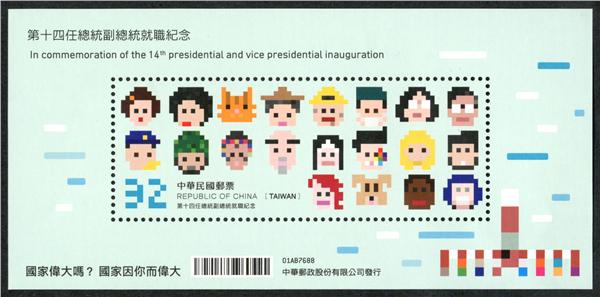 第十四任總統副總統就職紀念
In commemoration of the 14th presidential and vice presidential inauguration
32
中華民國郵票
REPUBLIC OF CHINA [TAIWAN]
第十四任總統副總統就職紀念
國家偉大嗎？ 國家因你而偉大
01AB7688
中華郵政股份有限公司發行